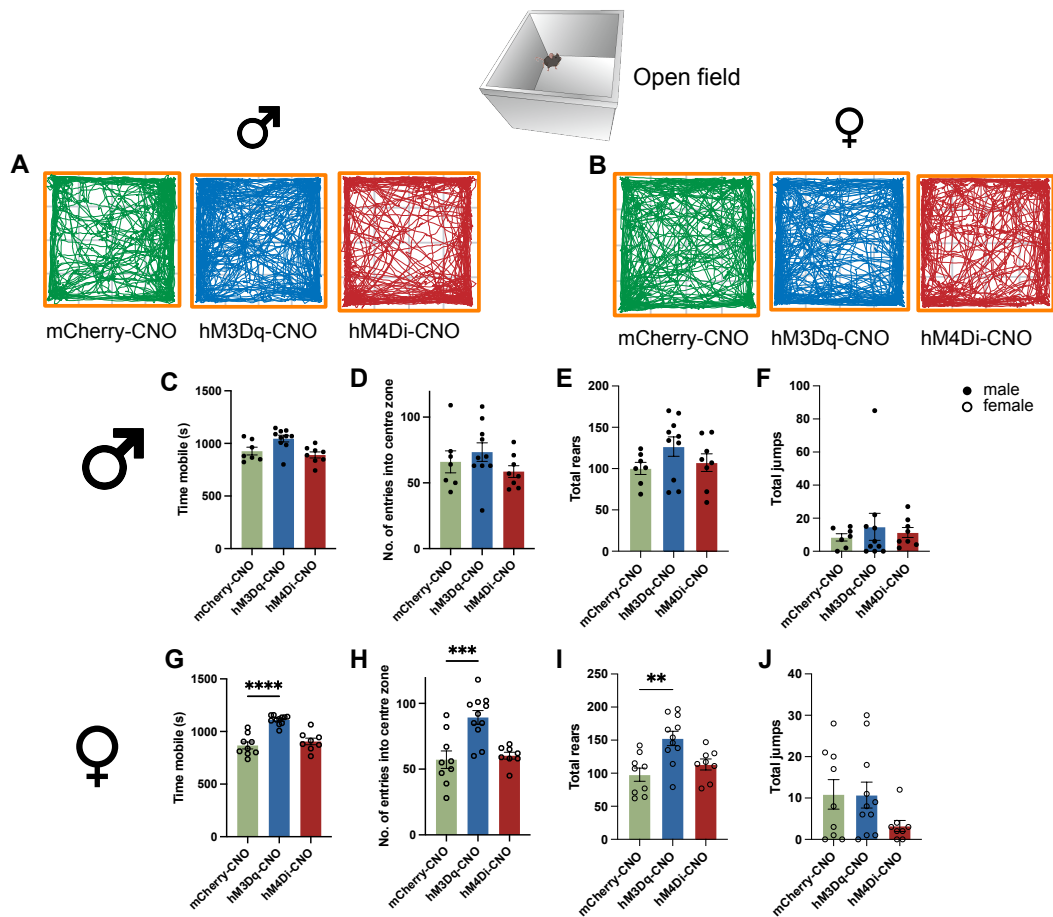 Open field
♂
♀
A
B
mCherry-CNO
hM3Dq-CNO
hM4Di-CNO
mCherry-CNO
hM3Dq-CNO
hM4Di-CNO
♂
C
Time mobile (s)
1500
1000
500
0
mCherry-CNO
hM3Dq-CNO
hM4Di-CNO
D
No. of entries into centre zone
100
50
0
mCherry-CNO
hM3Dq-CNO
hM4Di-CNO
E
Total rears
200
150
100
50
0
mCherry-CNO
hM3Dq-CNO
hM4Di-CNO
F
Total jumps
100
80
60
40
20
0
mCherry-CNO
hM3Dq-CNO
hM4Di-CNO
male
female
♀
G
Time mobile (s)
1500
1000
500
0
****
mCherry-CNO
hM3Dq-CNO
hM4Di-CNO
H
No. of entries into centre zone
100
50
0
***
mCherry-CNO
hM3Dq-CNO
hM4Di-CNO
I
Total rears
250
200
150
100
50
0
**
mCherry-CNO
hM3Dq-CNO
hM4Di-CNO
J
Total jumps
40
30
20
10
0
mCherry-CNO
hM3Dq-CNO
hM4Di-CNO